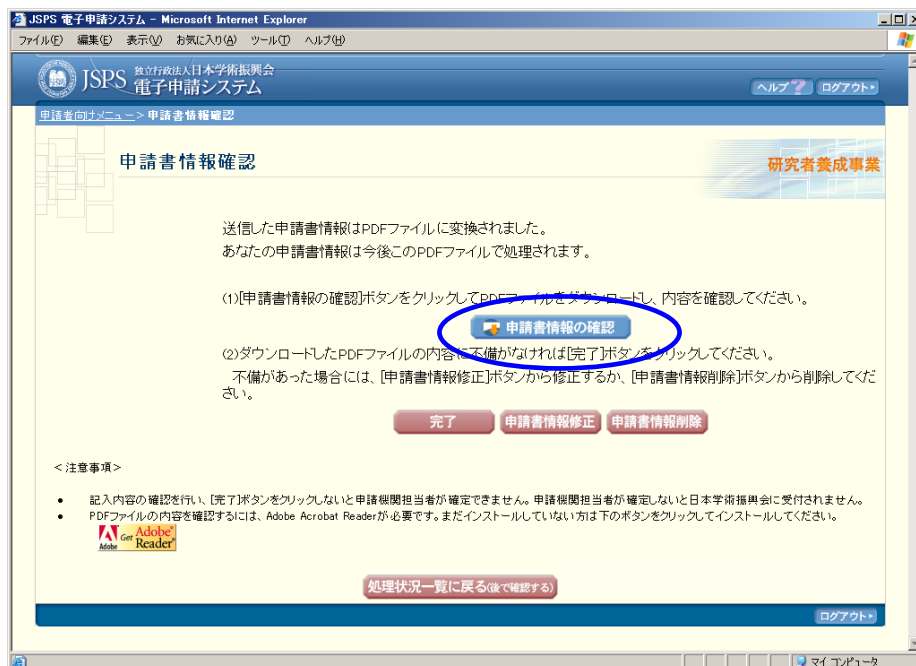 JSPS 電子申請システム - Microsoft Internet Explorer
ファイル(F) 編集(E) 表示(V) お気に入り(A) ツール(T) ヘルプ(H)
JSPS 独立行政法人日本学術振興会
電子申請システム
ヘルプ? ログアウト
申請者向けメニュー>申請書情報確認
申請書情報確認
研究者養成事業
送信した申請書情報はPDFファイルに変換されました。
あなたの申請書情報は今後このPDFファイルで処理されます。
(1)[申請書情報の確認]ボタンをクリックしてPDFファイルをダウンロードし、内容を確認してください。
申請書情報の確認
(2)ダウンロードしたPDFファイルの内容に不備がなければ[完了]ボタンをクリックしてください。
不備があった場合には、[申請書情報修正]ボタンから修正するか、[申請書情報削除]ボタンから削除してくだ
さい。
完了 申請書情報修正 申請書情報削除
<注意事項>
• 記入内容の確認を行い、[完了]ボタンをクリックしないと申請機関担当者が確定できません。申請機関担当者が確定しないと日本学術振興会に受付されません。
• PDFファイルの内容を確認するには、Adobe Acrobat Readerが必要です。まだインストールしていない方は下のボタンをクリックしてインストールしてください。
Adobe Get Adobe Reader
処理状況一覧に戻る(後で確認する)
ログアウト
マイ コンピュータ